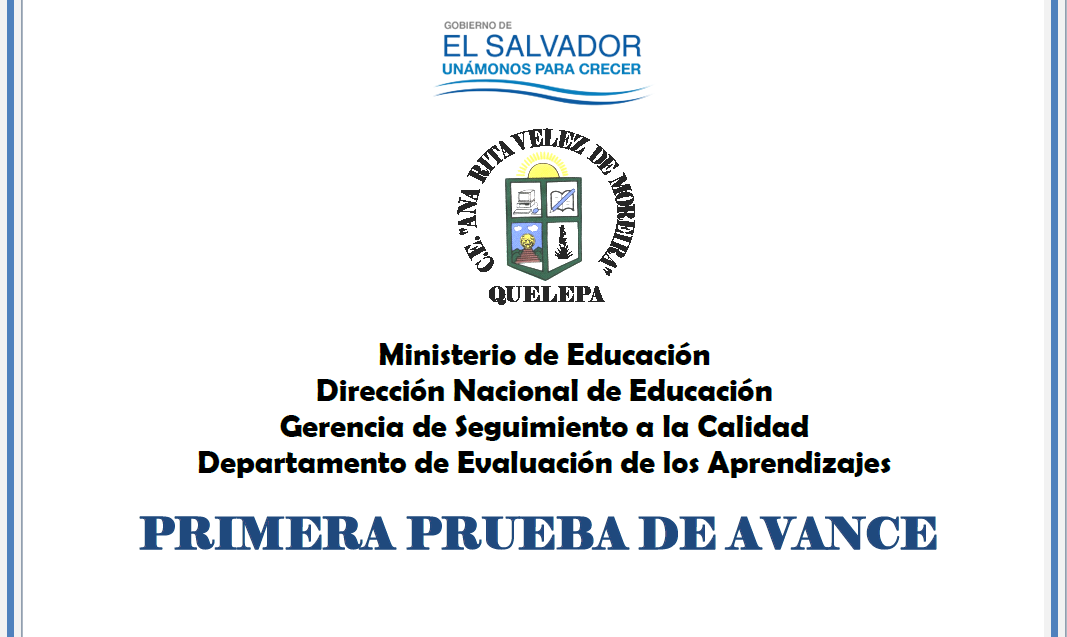 GOBIERNO DE
EL SALVADOR
UNÁMONOS PARA CRECER
C.E. "ANA RITA VELEZ DE MOREIRA"
QUELEPA
Ministerio de Educación
Dirección Nacional de Educación
Gerencia de Seguimiento a la Calidad
Departamento de Evaluación de los Aprendizajes
PRIMERA PRUEBA DE AVANCE